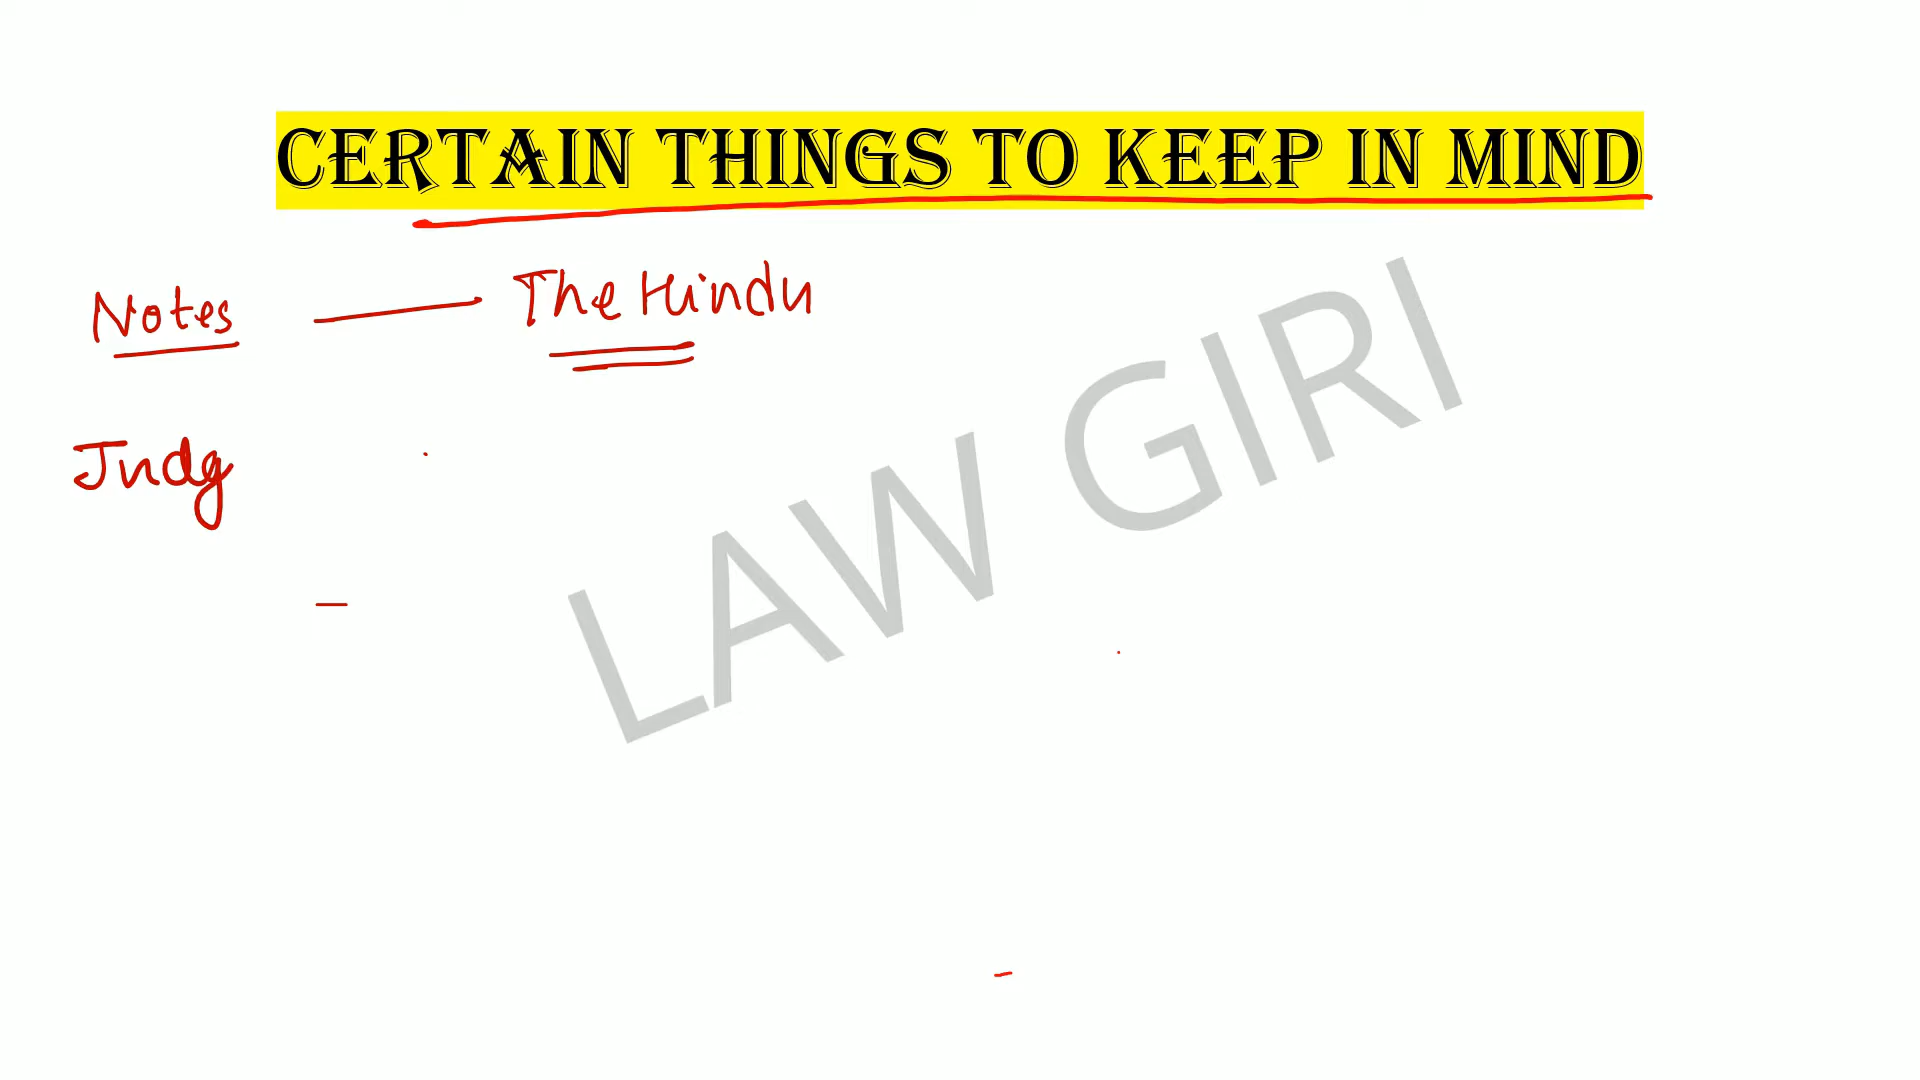 CERTAIN THINGS TO KEEP IN MIND
Notes — The Hindu
Judg
LAW GIRI